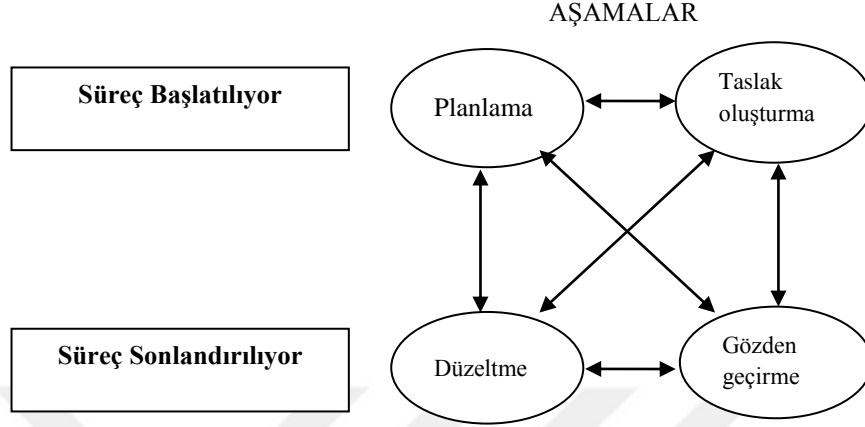 AŞAMALAR
Süreç Başlatılıyor
Planlama
Taslak
oluşturma
Süreç Sonlandırılıyor
Düzeltme
Gözden
geçirme